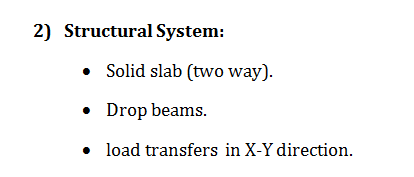 2) Structural System:
• Solid slab (two way).
• Drop beams.
• load transfers in X-Y direction.